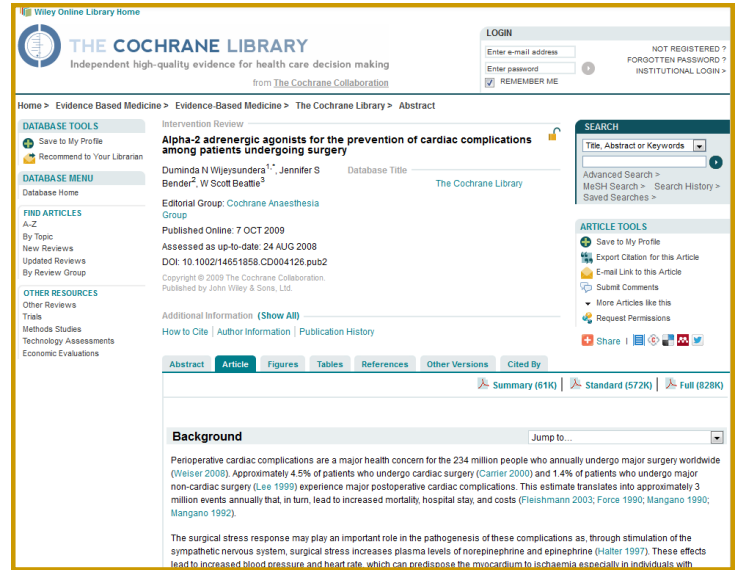 Wiley Online Library Home
THE COCHRANE LIBRARY
Independent high-quality evidence for health care decision making
from The Cochrane Collaboration
LOGIN
Enter e-mail address
Enter password
REMEMBER ME
NOT REGISTERED ?
FORGOTTEN PASSWORD ?
INSTITUTIONAL LOGIN >
Home > Evidence Based Medicine > Evidence-Based Medicine > The Cochrane Library > Abstract
DATABASE TOOLS
Save to My Profile
Recommend to Your Librarian
DATABASE MENU
Database Home
FIND ARTICLES
A-Z
By Topic
New Reviews
Updated Reviews
By Review Group
OTHER RESOURCES
Other Reviews
Trials
Methods Studies
Technology Assessments
Economic Evaluations
Intervention Review
Alpha-2 adrenergic agonists for the prevention of cardiac complications
among patients undergoing surgery
Duminda N Wijeysundera1,*, Jennifer S
Bender2, W Scott Beattie3
Database Title
The Cochrane Library
Editorial Group: Cochrane Anaesthesia
Group
Published Online: 7 OCT 2009
Assessed as up-to-date: 24 AUG 2008
DOI: 10.1002/14651858.CD004126.pub2
Copyright © 2009 The Cochrane Collaboration.
Published by John Wiley & Sons, Ltd.
Additional Information (Show All)
How to Cite | Author Information | Publication History
SEARCH
Title, Abstract or Keywords
Advanced Search >
MeSH Search > Search History >
Saved Searches >
ARTICLE TOOLS
Save to My Profile
Export Citation for this Article
E-mail Link to this Article
Submit Comments
More Articles like this
Request Permissions
Share |
Abstract Article Figures Tables References Other Versions Cited By
Summary (61K) | Standard (572K) | Full (828K)
Background
Jump to...
Perioperative cardiac complications are a major health concern for the 234 million people who annually undergo major surgery worldwide
(Weiser 2008). Approximately 4.5% of patients who undergo cardiac surgery (Carrier 2000) and 1.4% of patients who undergo major
non-cardiac surgery (Lee 1999) experience major postoperative cardiac complications. This estimate translates into approximately 3
million events annually that, in turn, lead to increased mortality, hospital stay, and costs (Fleishmann 2003; Force 1990; Mangano 1990;
Mangano 1992).
The surgical stress response may play an important role in the pathogenesis of these complications as, through stimulation of the
sympathetic nervous system, surgical stress increases plasma levels of norepinephrine and epinephrine (Halter 1997). These effects
lead to increased blood pressure and heart rate, which can predispose the myocardium to ischaemia especially in individuals with